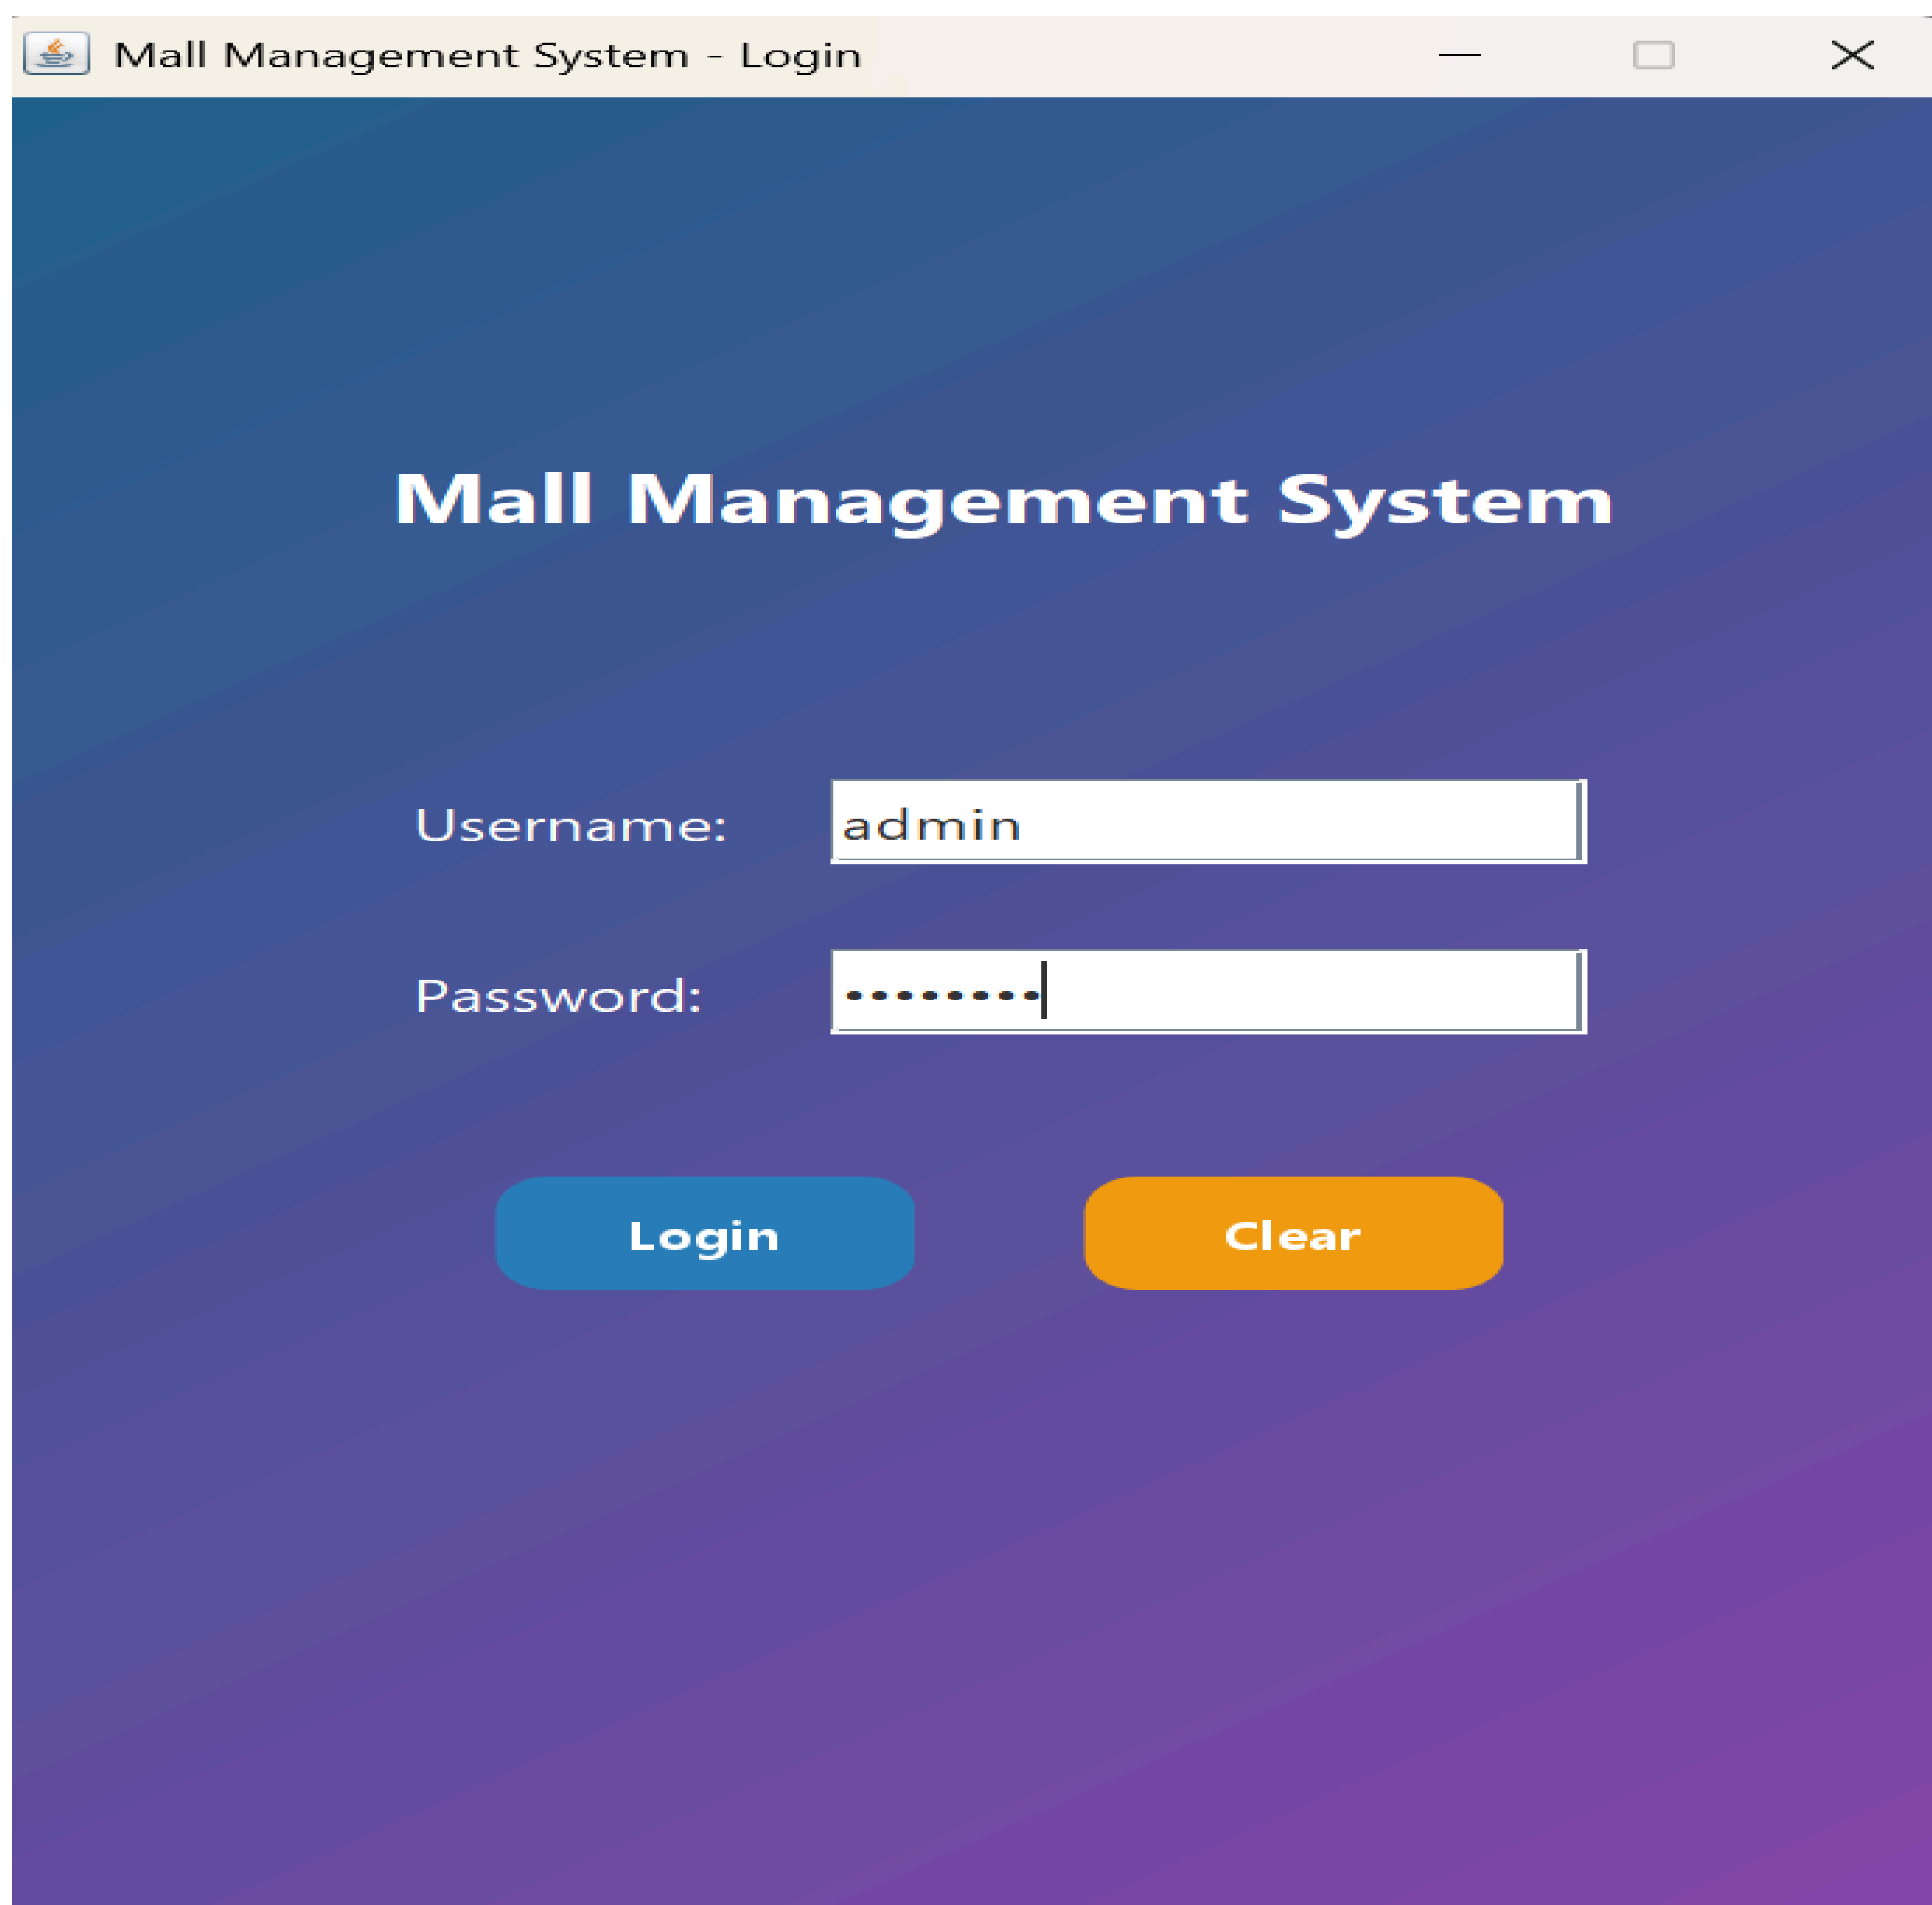 Mall Management System - Login
Mall Management System
Username: admin
Password: ••••••••
Login Clear